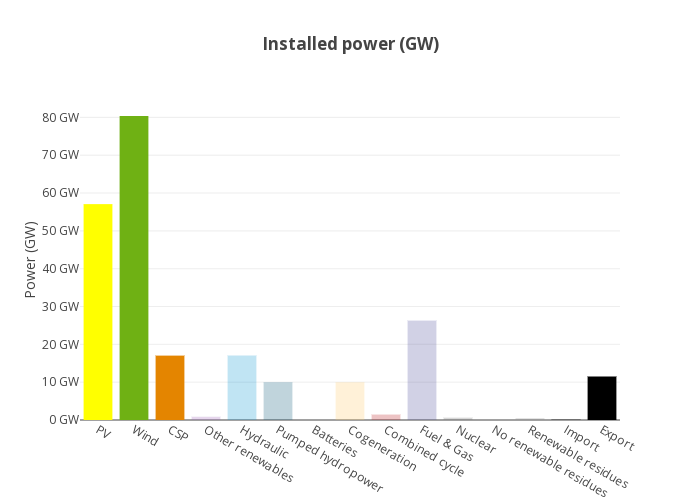 Installed power (GW)
80 GW
70 GW
60 GW
50 GW
40 GW
30 GW
20 GW
10 GW
0 GW
Power (GW)
PV
Wind
CSP
Other renewables
Hydraulic
Pumped hydropower
Batteries
Cogeneration
Combined cycle
Fuel & Gas
Nuclear
No renewable residues
Renewable residues
Import
Export